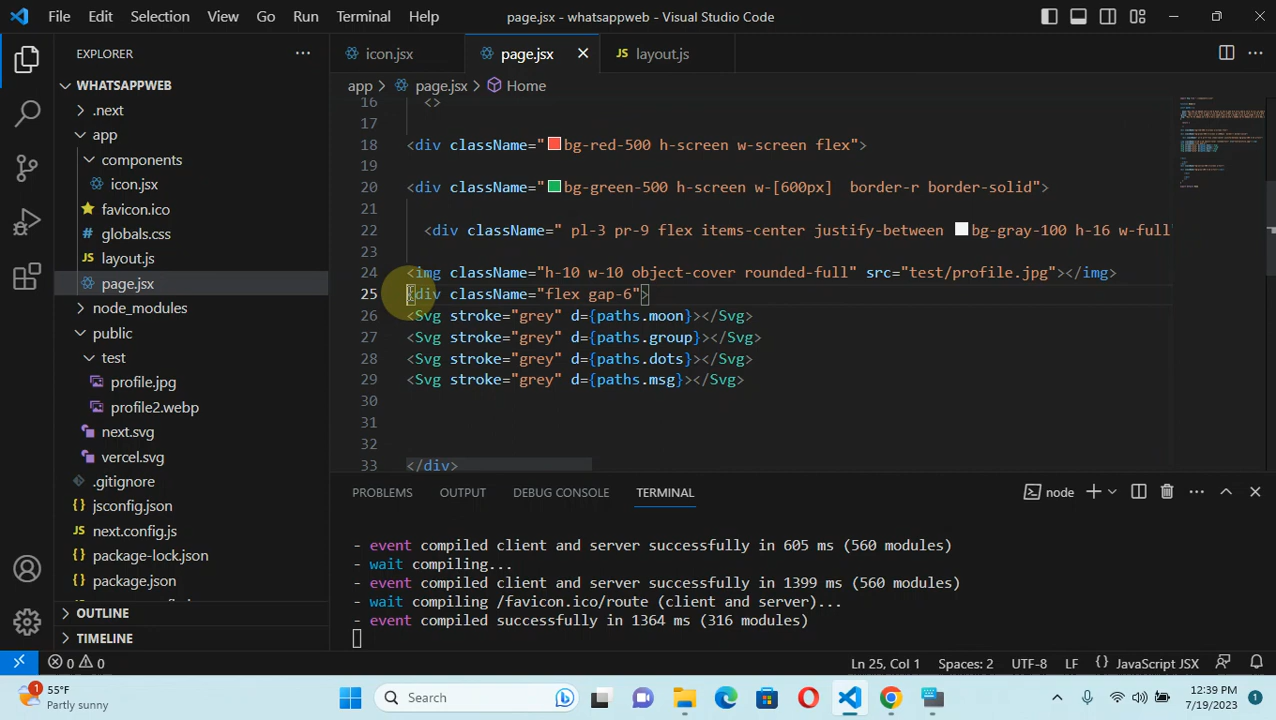 File Edit Selection View Go Run Terminal Help page.jsx - whatsappweb - Visual Studio Code
EXPLORER
WHATSAPPWEB
.next
app
components
icon.jsx
favicon.ico
globals.css
layout.js
page.jsx
node_modules
public
test
profile.jpg
profile2.webp
next.svg
vercel.svg
.gitignore
jsconfig.json
next.config.js
package-lock.json
package.json
OUTLINE
TIMELINE
icon.jsx page.jsx JS layout.js
app > page.jsx > Home
16 <>
17
18 <div className="bg-red-500 h-screen w-screen flex">
19
20 <div className="bg-green-500 h-screen w-[600px]  border-r border-solid">
21
22 <div className=" pl-3 pr-9 flex items-center justify-between bg-gray-100 h-16 w-full"
23
24 <img className="h-10 w-10 object-cover rounded-full" src="test/profile.jpg"></img>
25 <div className="flex gap-6">
26 <Svg stroke="grey" d={paths.moon}></Svg>
27 <Svg stroke="grey" d={paths.group}></Svg>
28 <Svg stroke="grey" d={paths.dots}></Svg>
29 <Svg stroke="grey" d={paths.msg}></Svg>
30
31
32
33 </div>
PROBLEMS OUTPUT DEBUG CONSOLE TERMINAL node
- event compiled client and server successfully in 605 ms (560 modules)
- wait compiling...
- event compiled client and server successfully in 1399 ms (560 modules)
- wait compiling /favicon.ico/route (client and server)...
- event compiled successfully in 1364 ms (316 modules)
0 0 Ln 25, Col 1 Spaces: 2 UTF-8 LF {} JavaScript JSX
1 55°F
Partly sunny
Search
12:39 PM
7/19/2023
1